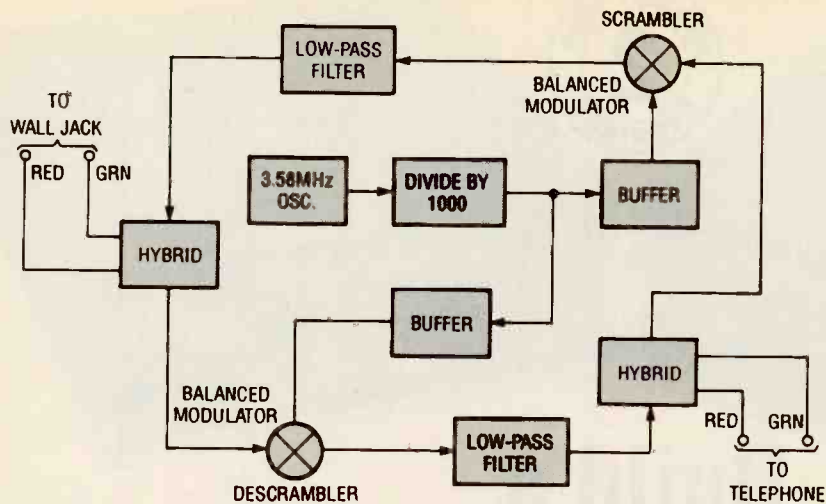 SCRAMBLER
LOW-PASS
FILTER
BALANCED
MODULATOR
TO
WALL JACK
RED GRN
3.58MHz
OSC.
DIVIDE BY
1000
BUFFER
HYBRID
BUFFER
HYBRID
BALANCED
MODULATOR
RED GRN
LOW-PASS
FILTER
TO
TELEPHONE
DESCRAMBLER